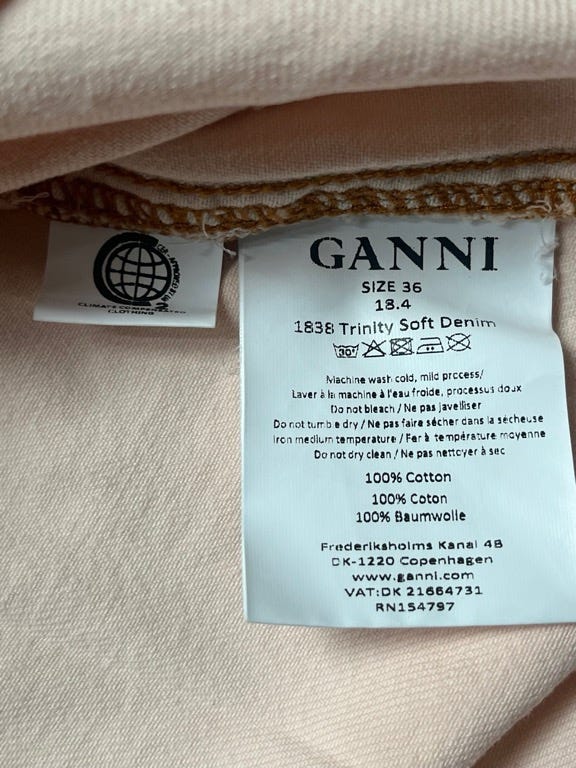 CLIMATE COMPENSATED
CLOTHING
GANNI
SIZE 36
18.4
1838 Trinity Soft Denim
30°
Machine wash cold, mild process/
Laver à la machine à l'eau froide, processus doux
Do not bleach / Ne pas javelliser
Do not tumble dry / Ne pas faire sécher dans la sécheuse
Iron medium temperature / Fer à température moyenne
Do not dry clean / Ne pas nettoyer à sec
100% Cotton
100% Coton
100% Baumwolle
Frederiksholms Kanal 4B
DK-1220 Copenhagen
www.ganni.com
VAT:DK 21664731
RN154797